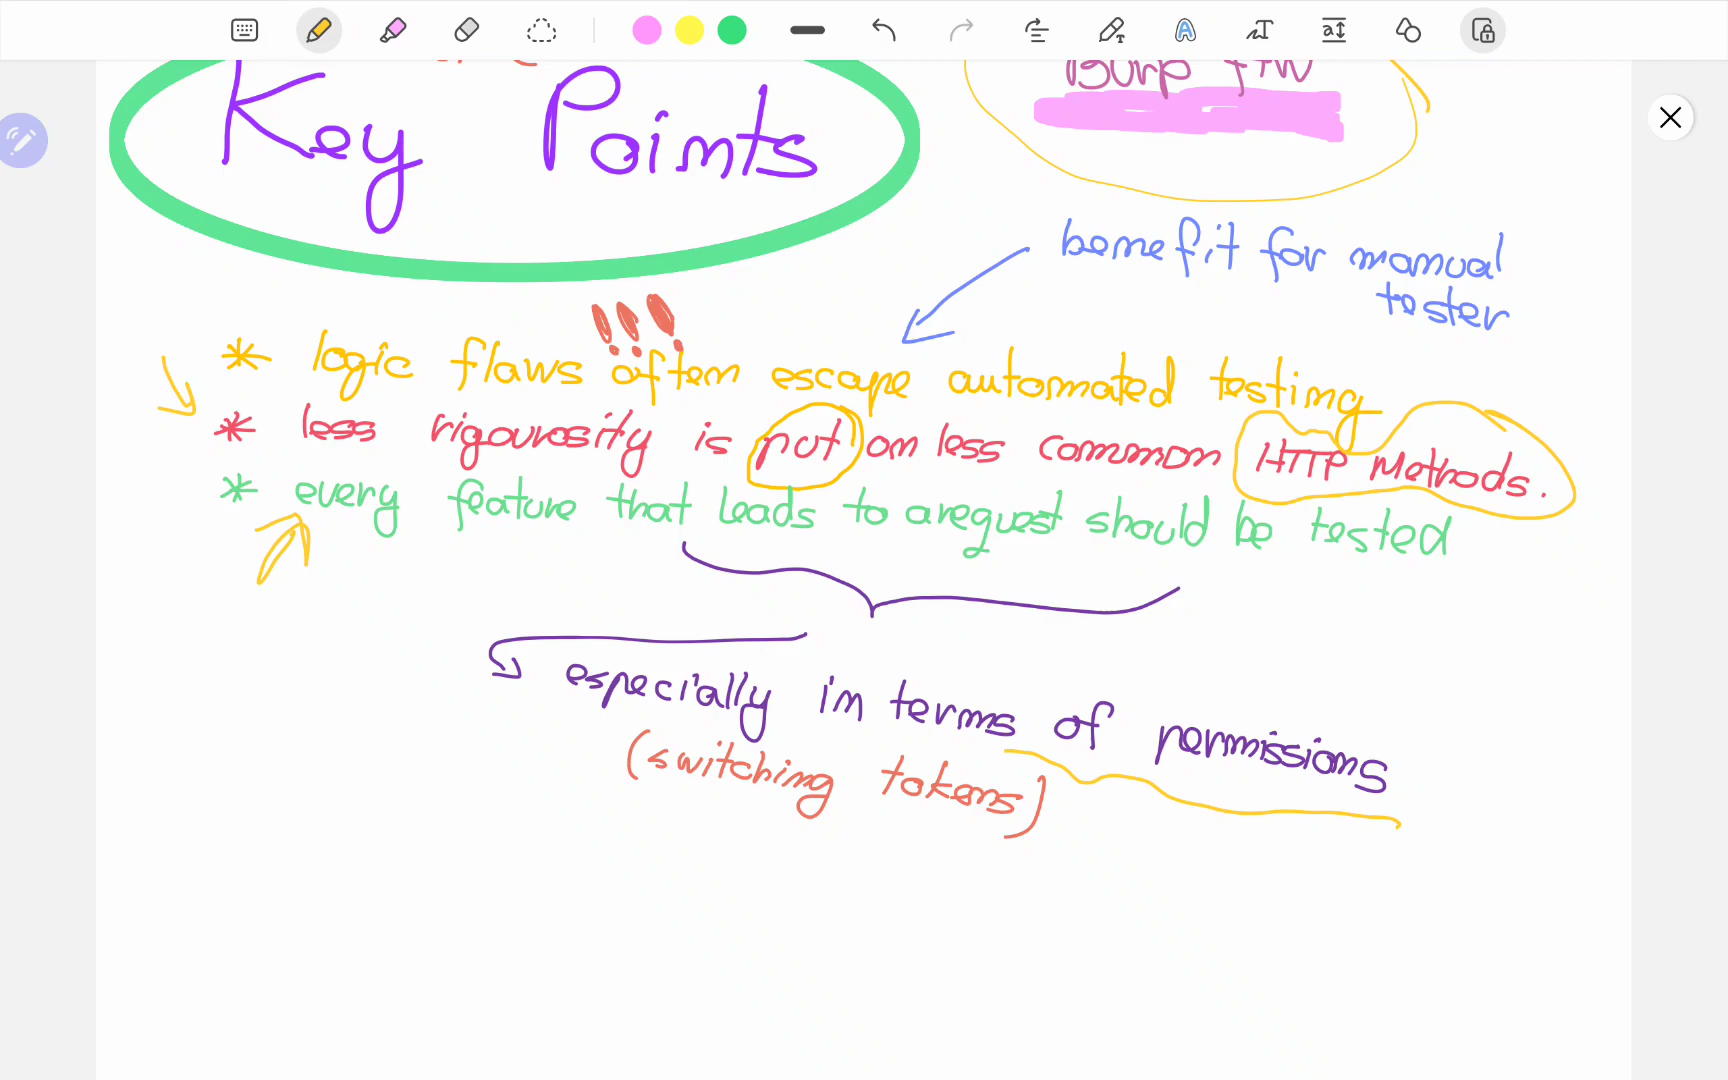 Burp ftw
Key Points
benefit for manual
tester
!!!
* logic flaws often escape automated testing
* less rigourosity is not on less common HTTP Methods.
* every feature that leads to a request should be tested
especially in terms of permissions
(switching tokens)